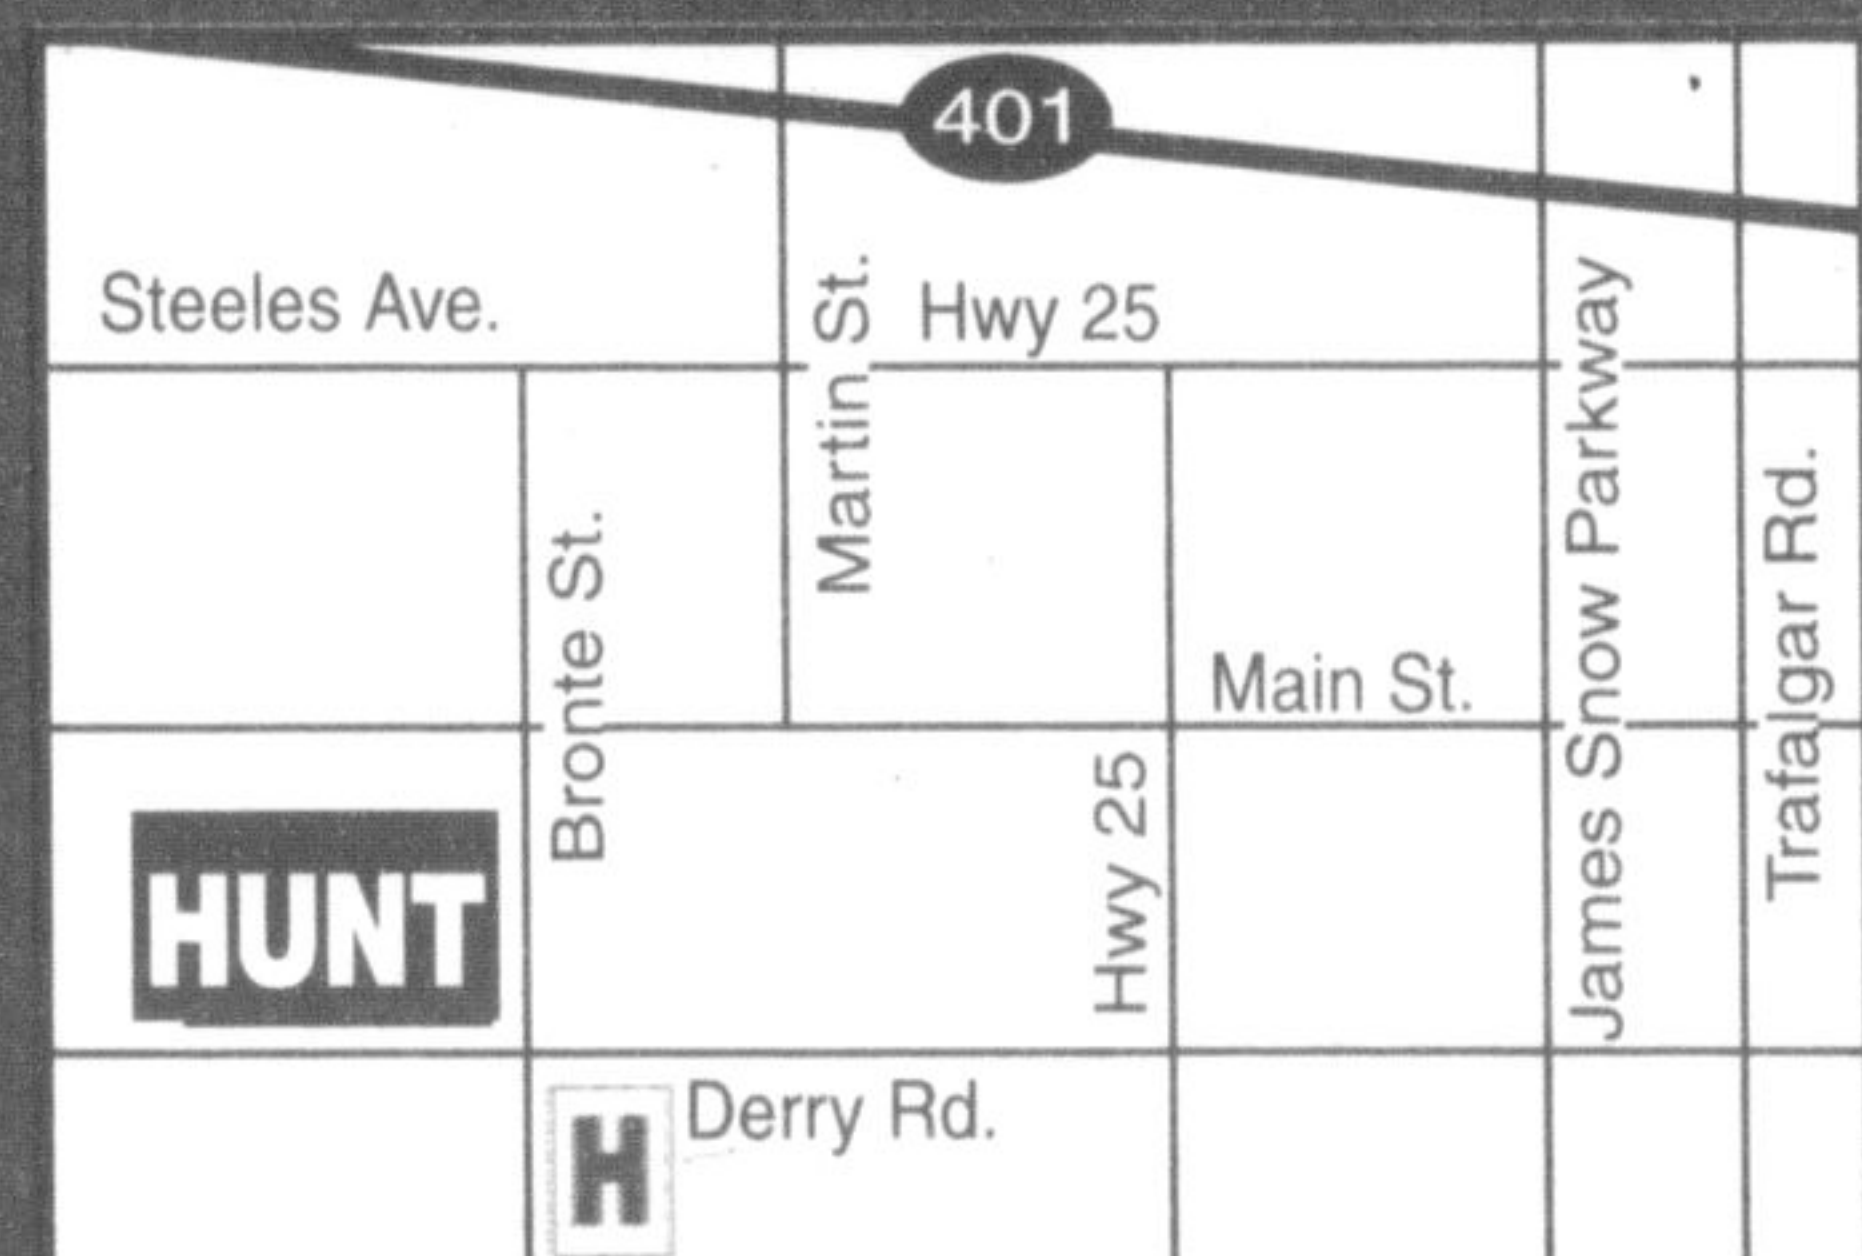 401
Steeles Ave.
Martin St.
Hwy 25
James Snow Parkway
Trafalgar Rd.
Bronte St.
Main St.
Hwy 25
HUNT
H
Derry Rd.